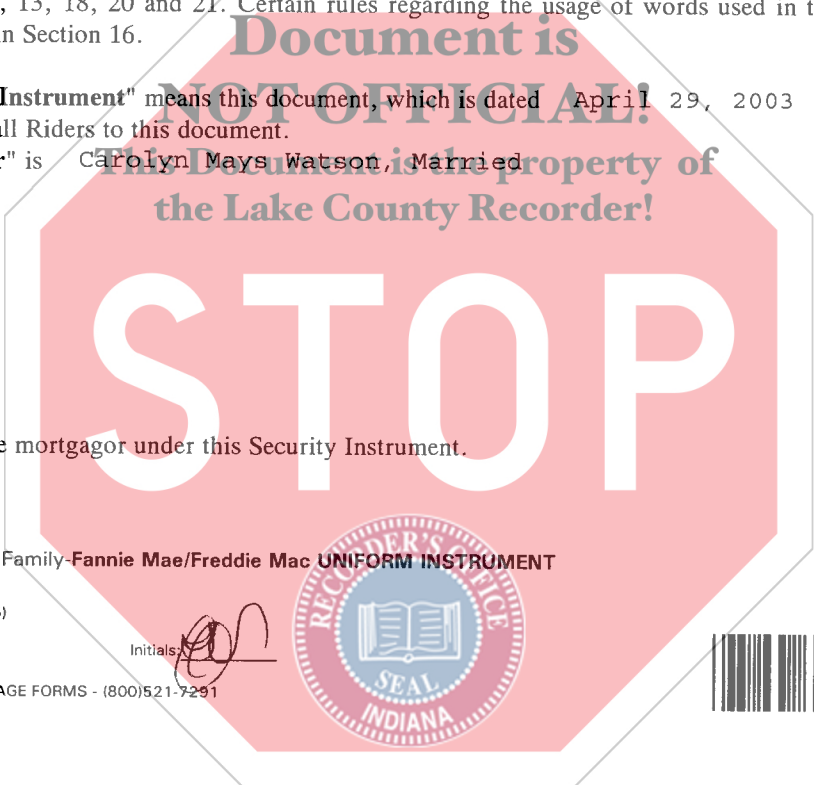 , 13, 18, 20 and 21. Certain rules regarding the usage of words used in t
n Section 16.
Document is
Instrument" means this document, which is dated April 29, 2003
NOT OFFICIAL!
ll Riders to this document.
r" is Carolyn Mays Watson, Married
This Document is the property of
the Lake County Recorder!
STOP
e mortgagor under this Security Instrument.
Family-Fannie Mae/Freddie Mac UNIFORM INSTRUMENT
)
Initials:
AGE FORMS - (800)521-7291
RECORDER'S OFFICE
SEAL
INDIANA